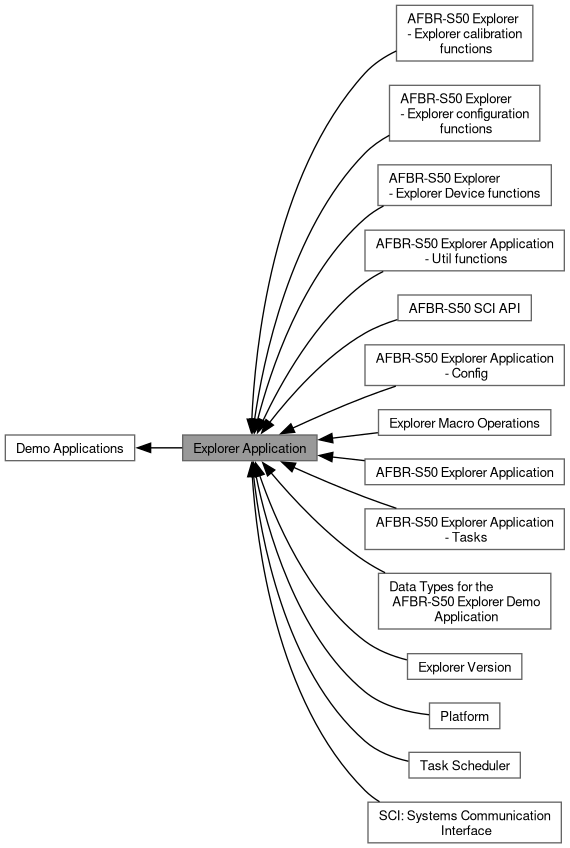 AFBR-S50 Explorer
- Explorer calibration
functions
AFBR-S50 Explorer
- Explorer configuration
functions
AFBR-S50 Explorer
- Explorer Device functions
AFBR-S50 Explorer Application
- Util functions
AFBR-S50 SCI API
AFBR-S50 Explorer Application
- Config
Explorer Macro Operations
Demo Applications
Explorer Application
AFBR-S50 Explorer Application
AFBR-S50 Explorer Application
- Tasks
Data Types for the
AFBR-S50 Explorer Demo
Application
Explorer Version
Platform
Task Scheduler
SCI: Systems Communication
Interface